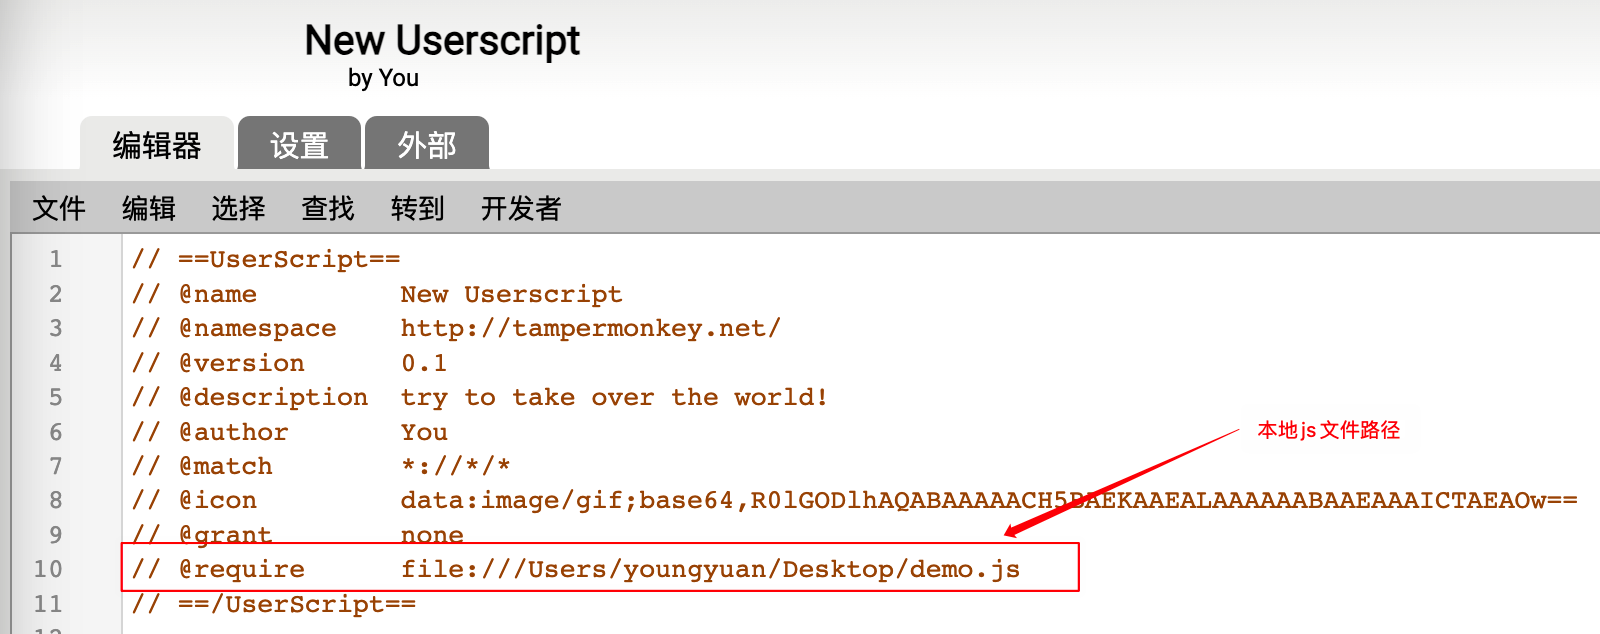 New Userscript
by You
编辑器 设置 外部
文件 编辑 选择 查找 转到 开发者
1 // ==UserScript==
2 // @name New Userscript
3 // @namespace http://tampermonkey.net/
4 // @version 0.1
5 // @description try to take over the world!
6 // @author You
本地js文件路径
7 // @match *://*/*
8 // @icon data:image/gif;base64,R0lGODlhAQABAAAAACH5BAEKAAEALAAAAAABAAEAAAICTAEAOw==
9 // @grant none
10 // @require file:///Users/youngyuan/Desktop/demo.js
11 // ==/UserScript==
12